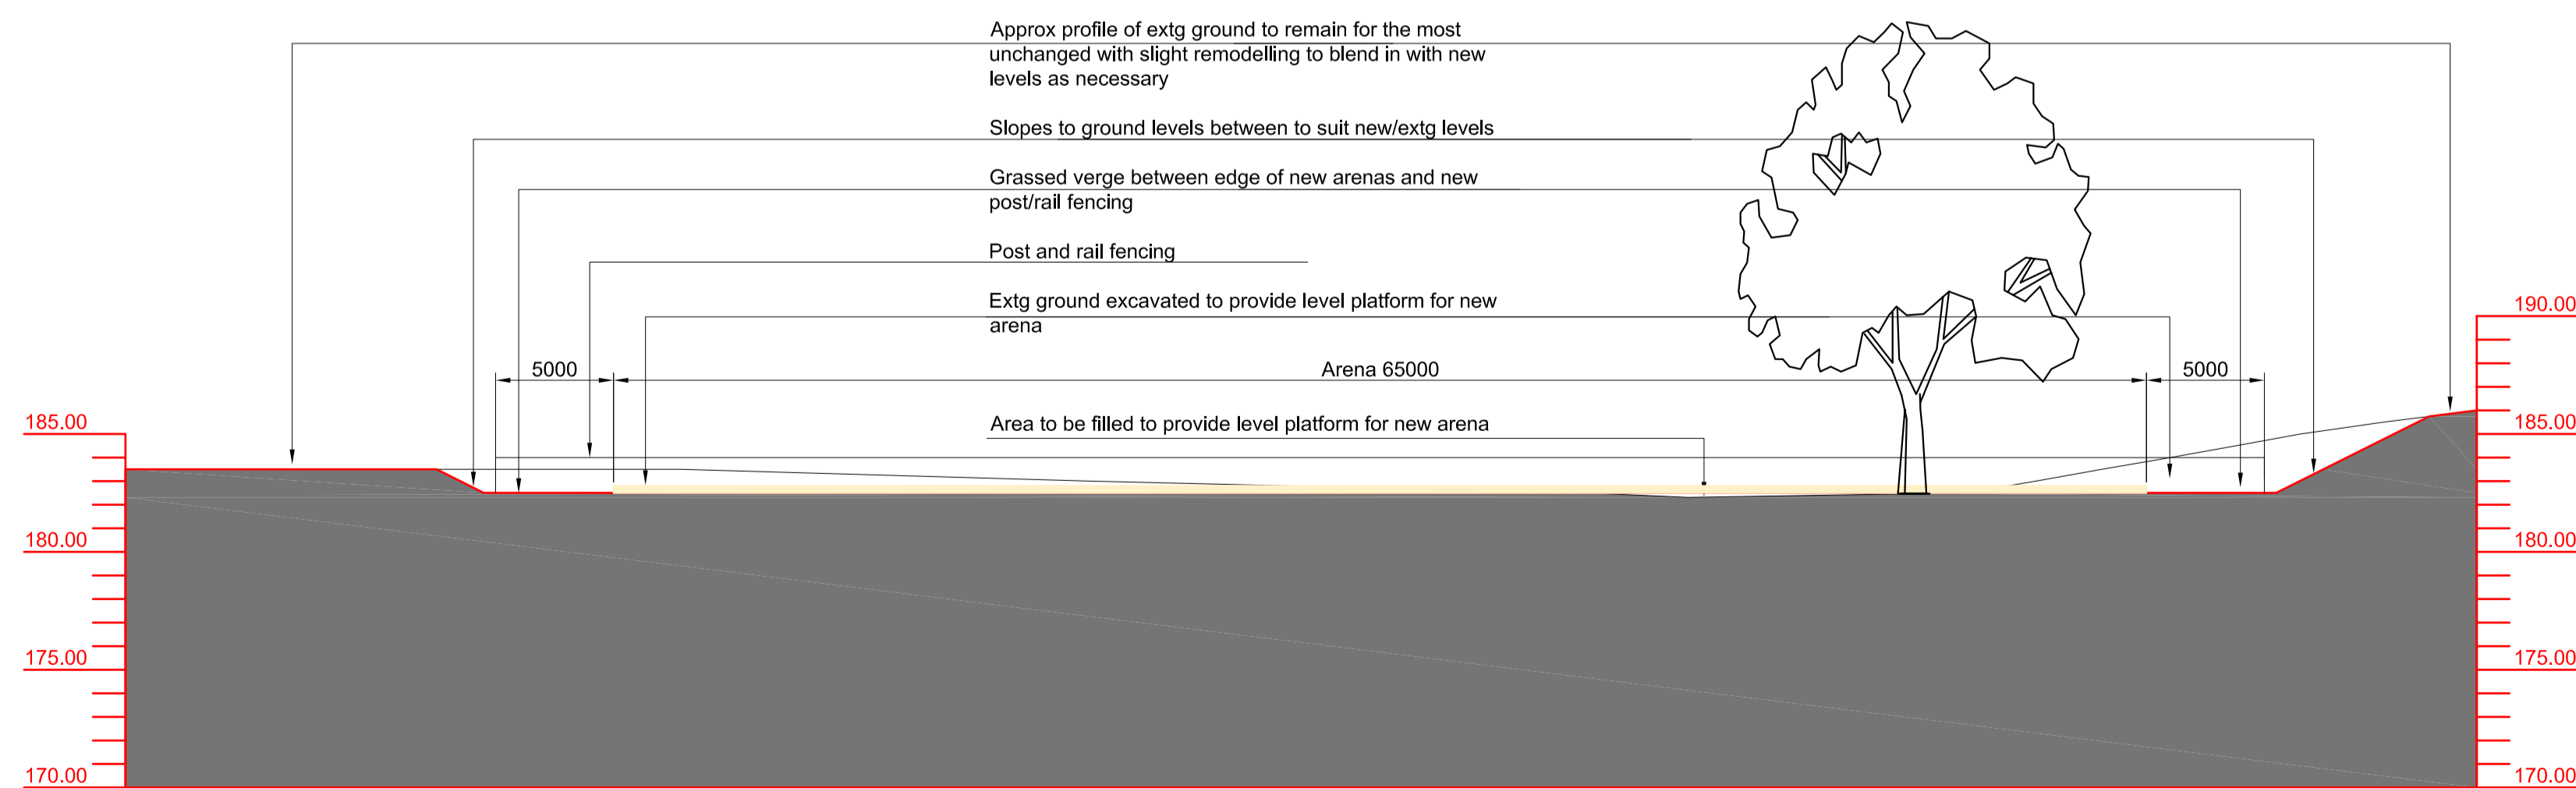 Approx profile of extg ground to remain for the most
unchanged with slight remodelling to blend in with new
levels as necessary
Slopes to ground levels between to suit new/extg levels
Grassed verge between edge of new arenas and new
post/rail fencing
Post and rail fencing
Extg ground excavated to provide level platform for new
arena
5000
Arena 65000
5000
Area to be filled to provide level platform for new arena
185.00
180.00
175.00
170.00
190.00
185.00
180.00
175.00
170.00